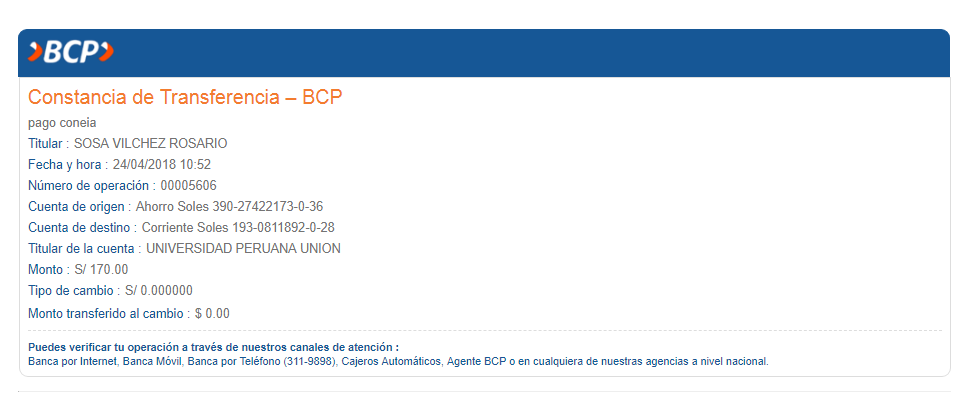 BCP
Constancia de Transferencia – BCP
pago coneia
Titular : SOSA VILCHEZ ROSARIO
Fecha y hora : 24/04/2018 10:52
Número de operación : 00005606
Cuenta de origen : Ahorro Soles 390-27422173-0-36
Cuenta de destino : Corriente Soles 193-0811892-0-28
Titular de la cuenta : UNIVERSIDAD PERUANA UNION
Monto : S/ 170.00
Tipo de cambio : S/ 0.000000
Monto transferido al cambio : $ 0.00
Puedes verificar tu operación a través de nuestros canales de atención :
Banca por Internet, Banca Móvil, Banca por Teléfono (311-9898), Cajeros Automáticos, Agente BCP o en cualquiera de nuestras agencias a nivel nacional.